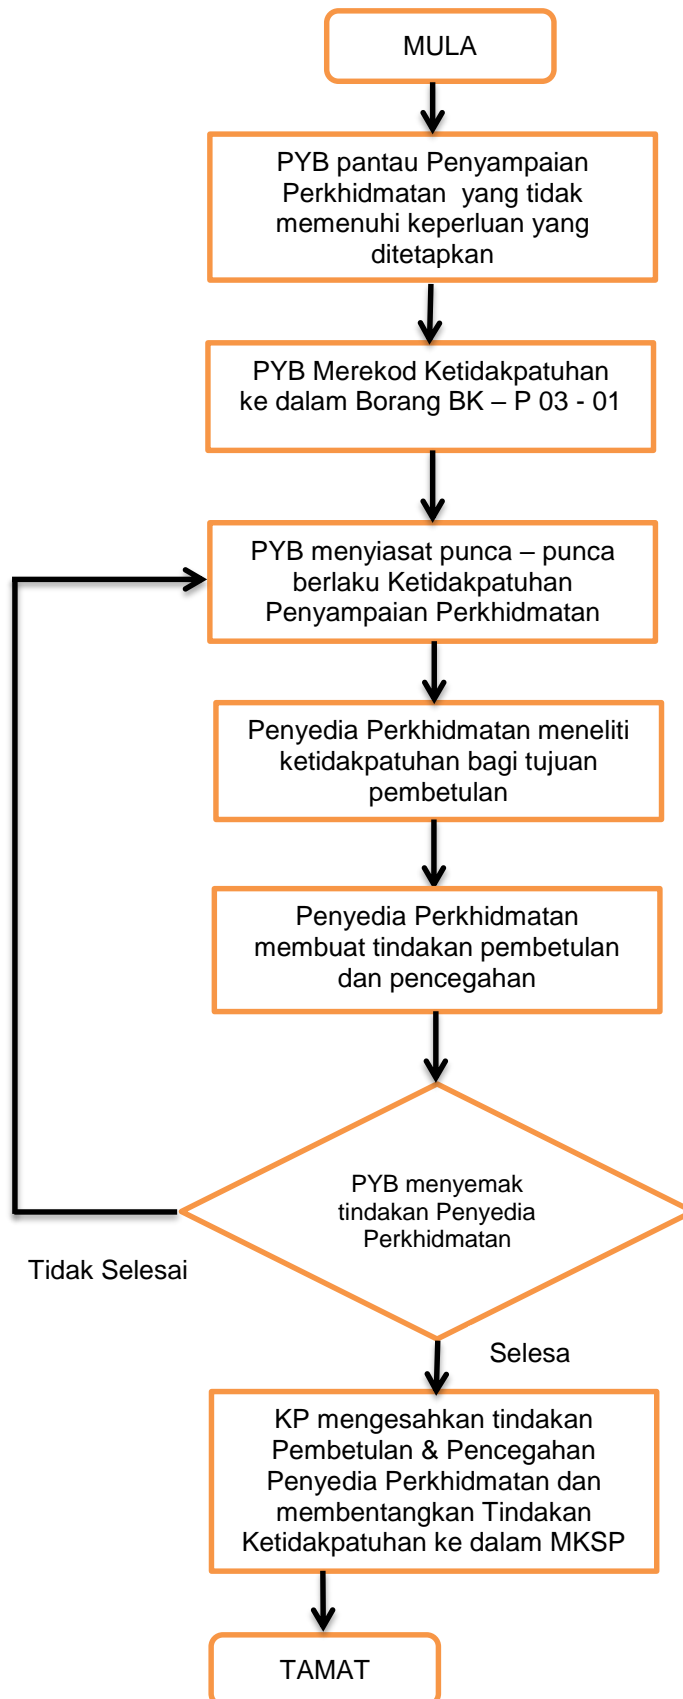 MULA
PYB pantau Penyampaian
Perkhidmatan  yang tidak
memenuhi keperluan yang
ditetapkan
PYB Merekod Ketidakpatuhan
ke dalam Borang BK – P 03 - 01
PYB menyiasat punca – punca
berlaku Ketidakpatuhan
Penyampaian Perkhidmatan
Penyedia Perkhidmatan meneliti
ketidakpatuhan bagi tujuan
pembetulan
Penyedia Perkhidmatan
membuat tindakan pembetulan
dan pencegahan
PYB menyemak
tindakan Penyedia
Perkhidmatan
Tidak Selesai
Selesa
KP mengesahkan tindakan
Pembetulan & Pencegahan
Penyedia Perkhidmatan dan
membentangkan Tindakan
Ketidakpatuhan ke dalam MKSP
TAMAT